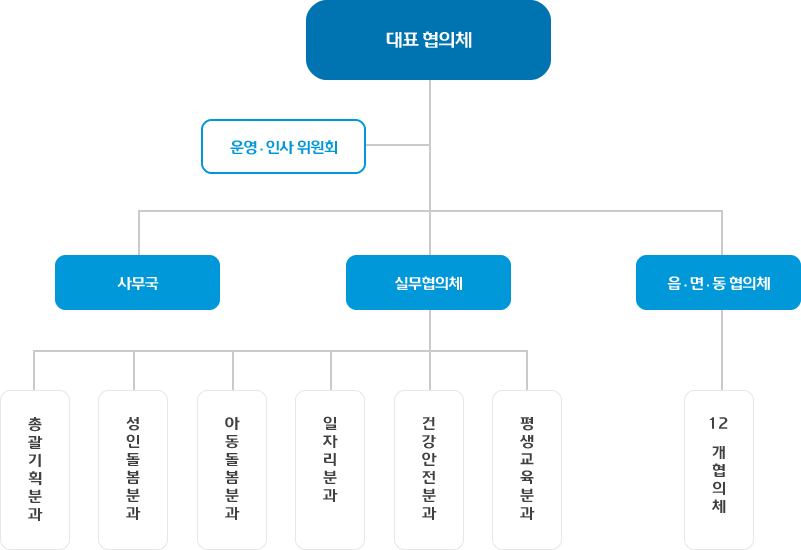 대표 협의체
운영·인사 위원회
사무국
실무협의체
읍·면·동 협의체
총괄기획분과
성인돌봄분과
아동돌봄분과
일자리분과
건강안전분과
평생교육분과
12
개협의체